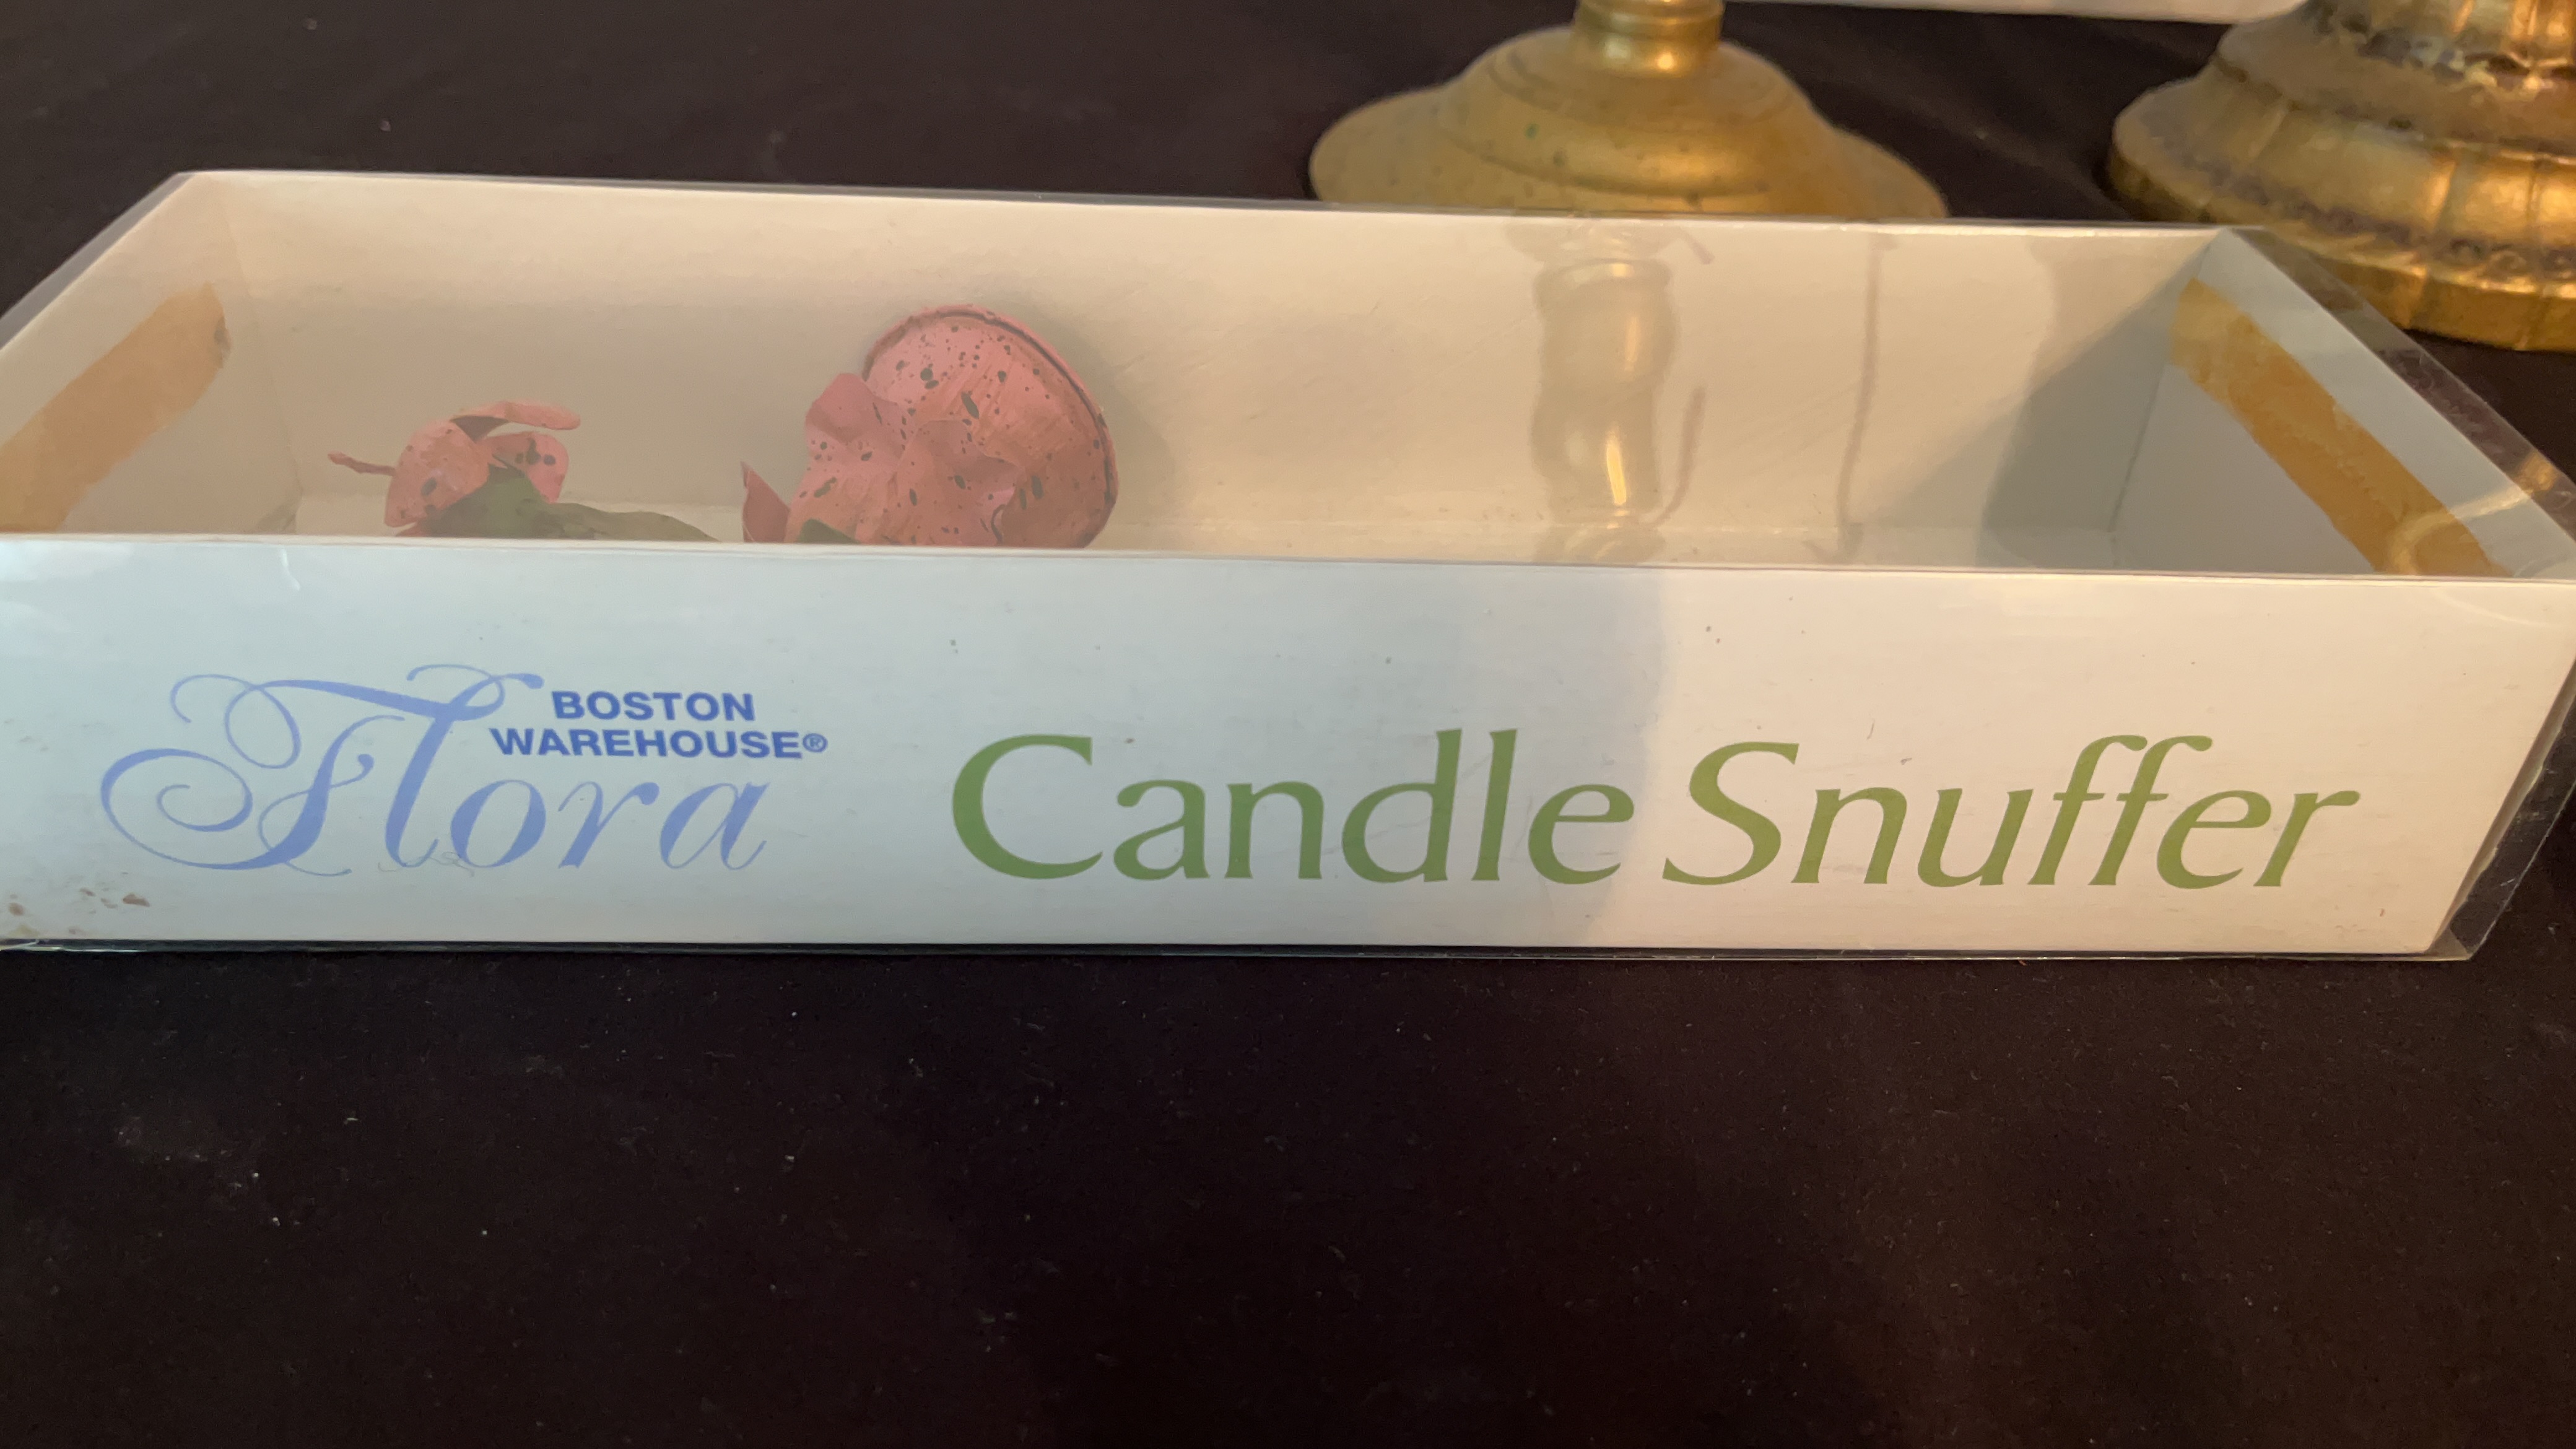 BOSTON
WAREHOUSE®
Flora
Candle Snuffer